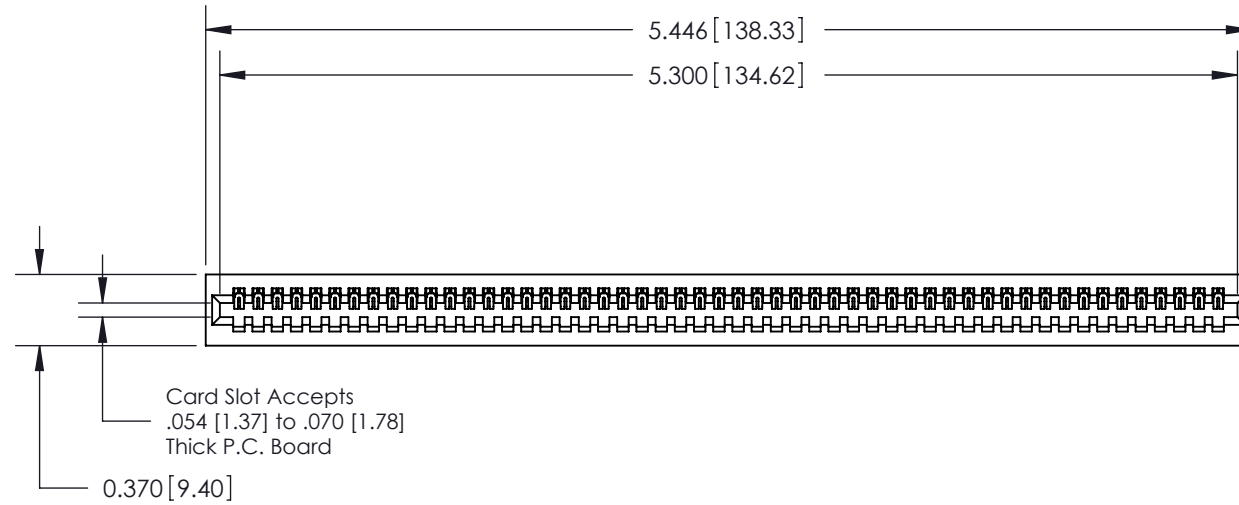 5.446 [138.33]
5.300 [134.62]
Card Slot Accepts
.054 [1.37] to .070 [1.78]
Thick P.C. Board
0.370 [9.40]